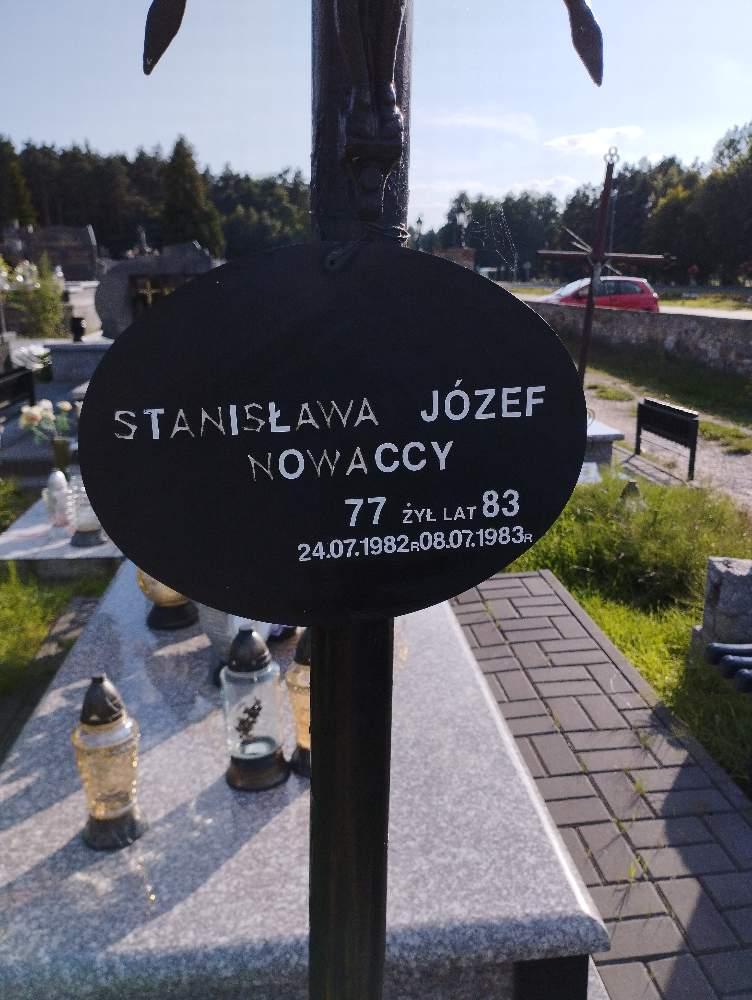 STANISŁAWA JÓZEF
NOWACCY
77 ŻYŁ LAT 83
24.07.1982R 08.07.1983R